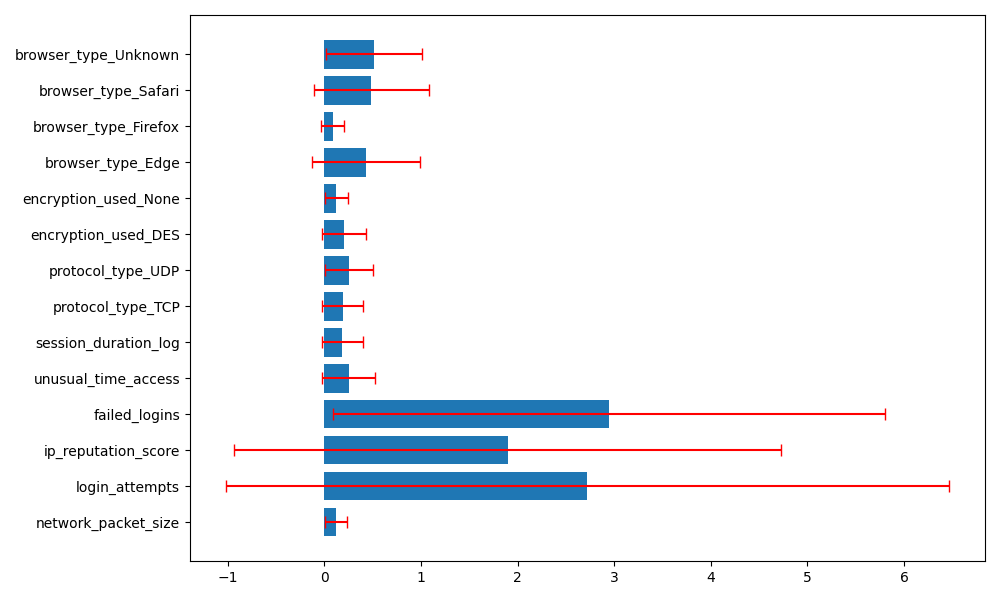 browser_type_Unknown
browser_type_Safari
browser_type_Firefox
browser_type_Edge
encryption_used_None
encryption_used_DES
protocol_type_UDP
protocol_type_TCP
session_duration_log
unusual_time_access
failed_logins
ip_reputation_score
login_attempts
network_packet_size
−1 0 1 2 3 4 5 6